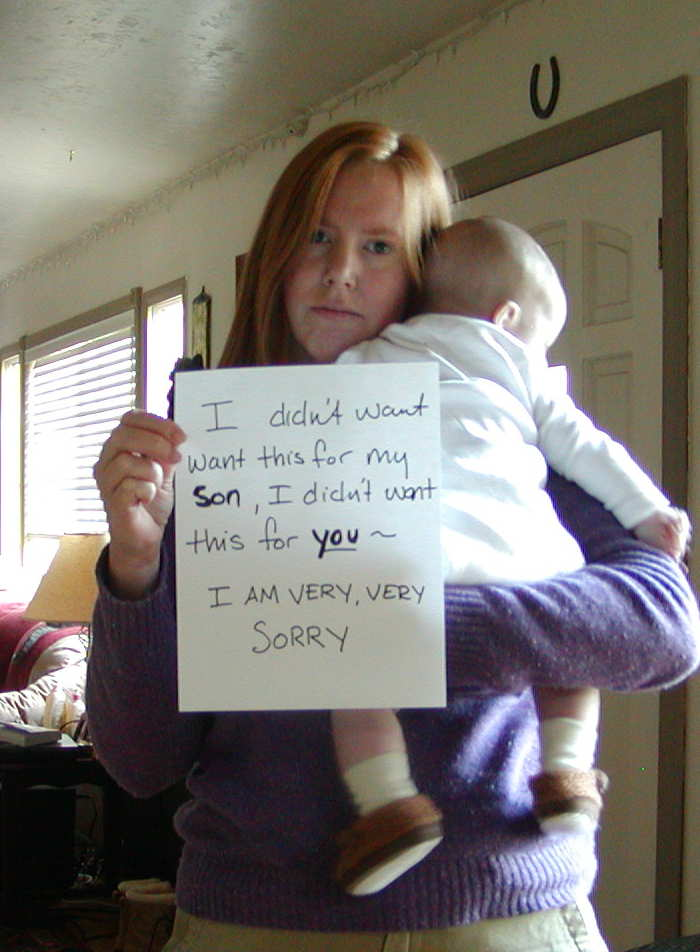 I didn't want
want this for my
son, I didn't want
this for you ~
I AM VERY, VERY
SORRY